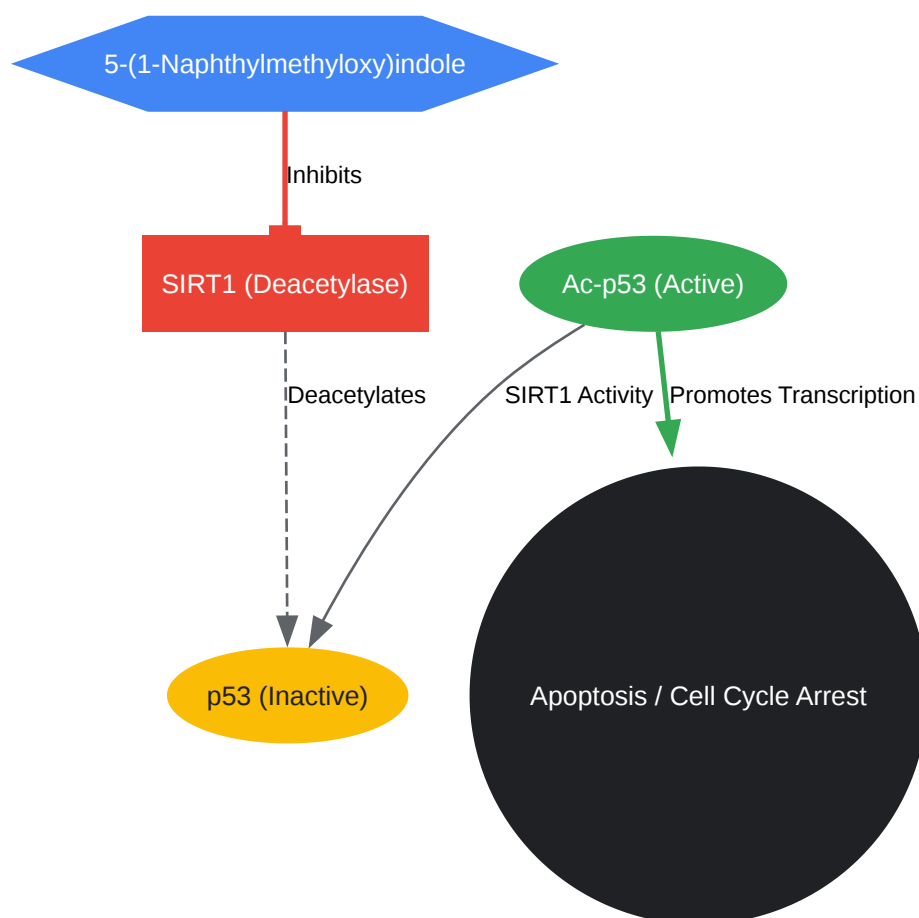 5-(1-Naphthylmethyloxy)indole
Inhibits
SIRT1 (Deacetylase)
Ac-p53 (Active)
Deacetylates
SIRT1 Activity
Promotes Transcription
p53 (Inactive)
Apoptosis / Cell Cycle Arrest